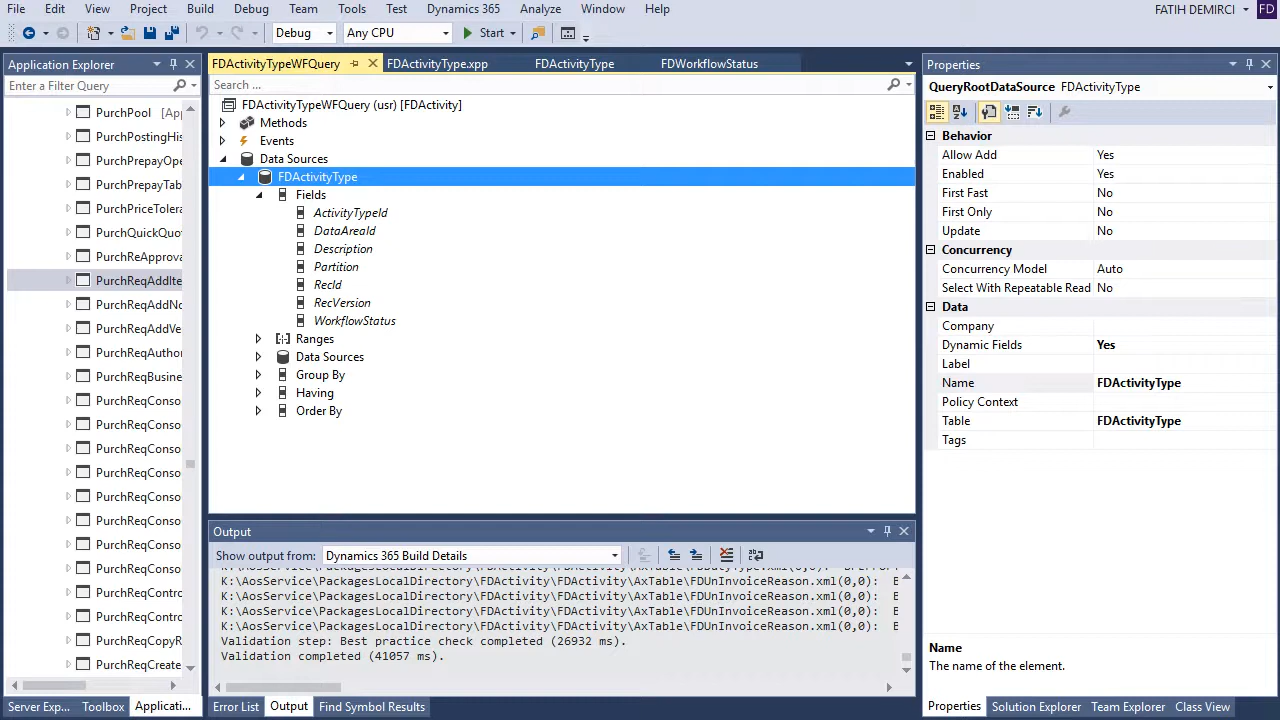 File Edit View Project Build Debug Team Tools Test Dynamics 365 Analyze Window Help FATIH DEMIRCI FD
Debug Any CPU Start
Application Explorer
Enter a Filter Query
PurchPool [Ap
PurchPostingHis
PurchPrepayOpe
PurchPrepayTab
PurchPriceTolera
PurchQuickQuot
PurchReApprova
PurchReqAddIte
PurchReqAddNo
PurchReqAddVe
PurchReqAuthor
PurchReqBusine
PurchReqConso
PurchReqConso
PurchReqConso
PurchReqConso
PurchReqConso
PurchReqConso
PurchReqConso
PurchReqConso
PurchReqContro
PurchReqContro
PurchReqCopyR
PurchReqCreate
Server Exp... Toolbox Applicati...
FDActivityTypeWFQuery FDActivityType.xpp FDActivityType FDWorkflowStatus
Search ...
FDActivityTypeWFQuery (usr) [FDActivity]
Methods
Events
Data Sources
FDActivityType
Fields
ActivityTypeId
DataAreaId
Description
Partition
RecId
RecVersion
WorkflowStatus
Ranges
Data Sources
Group By
Having
Order By
Output
Show output from: Dynamics 365 Build Details
K:\AosService\PackagesLocalDirectory\FDActivity\FDActivity\AxTable\FDUnInvoiceReason.xml(0,0): B
K:\AosService\PackagesLocalDirectory\FDActivity\FDActivity\AxTable\FDUnInvoiceReason.xml(0,0): B
K:\AosService\PackagesLocalDirectory\FDActivity\FDActivity\AxTable\FDUnInvoiceReason.xml(0,0): B
K:\AosService\PackagesLocalDirectory\FDActivity\FDActivity\AxTable\FDUnInvoiceReason.xml(0,0): B
Validation step: Best practice check completed (26932 ms).
Validation completed (41057 ms).
Error List Output Find Symbol Results
Properties
QueryRootDataSource FDActivityType
Behavior
Allow Add Yes
Enabled Yes
First Fast No
First Only No
Update No
Concurrency
Concurrency Model Auto
Select With Repeatable Read No
Data
Company
Dynamic Fields Yes
Label
Name FDActivityType
Policy Context
Table FDActivityType
Tags
Name
The name of the element.
Properties Solution Explorer Team Explorer Class View